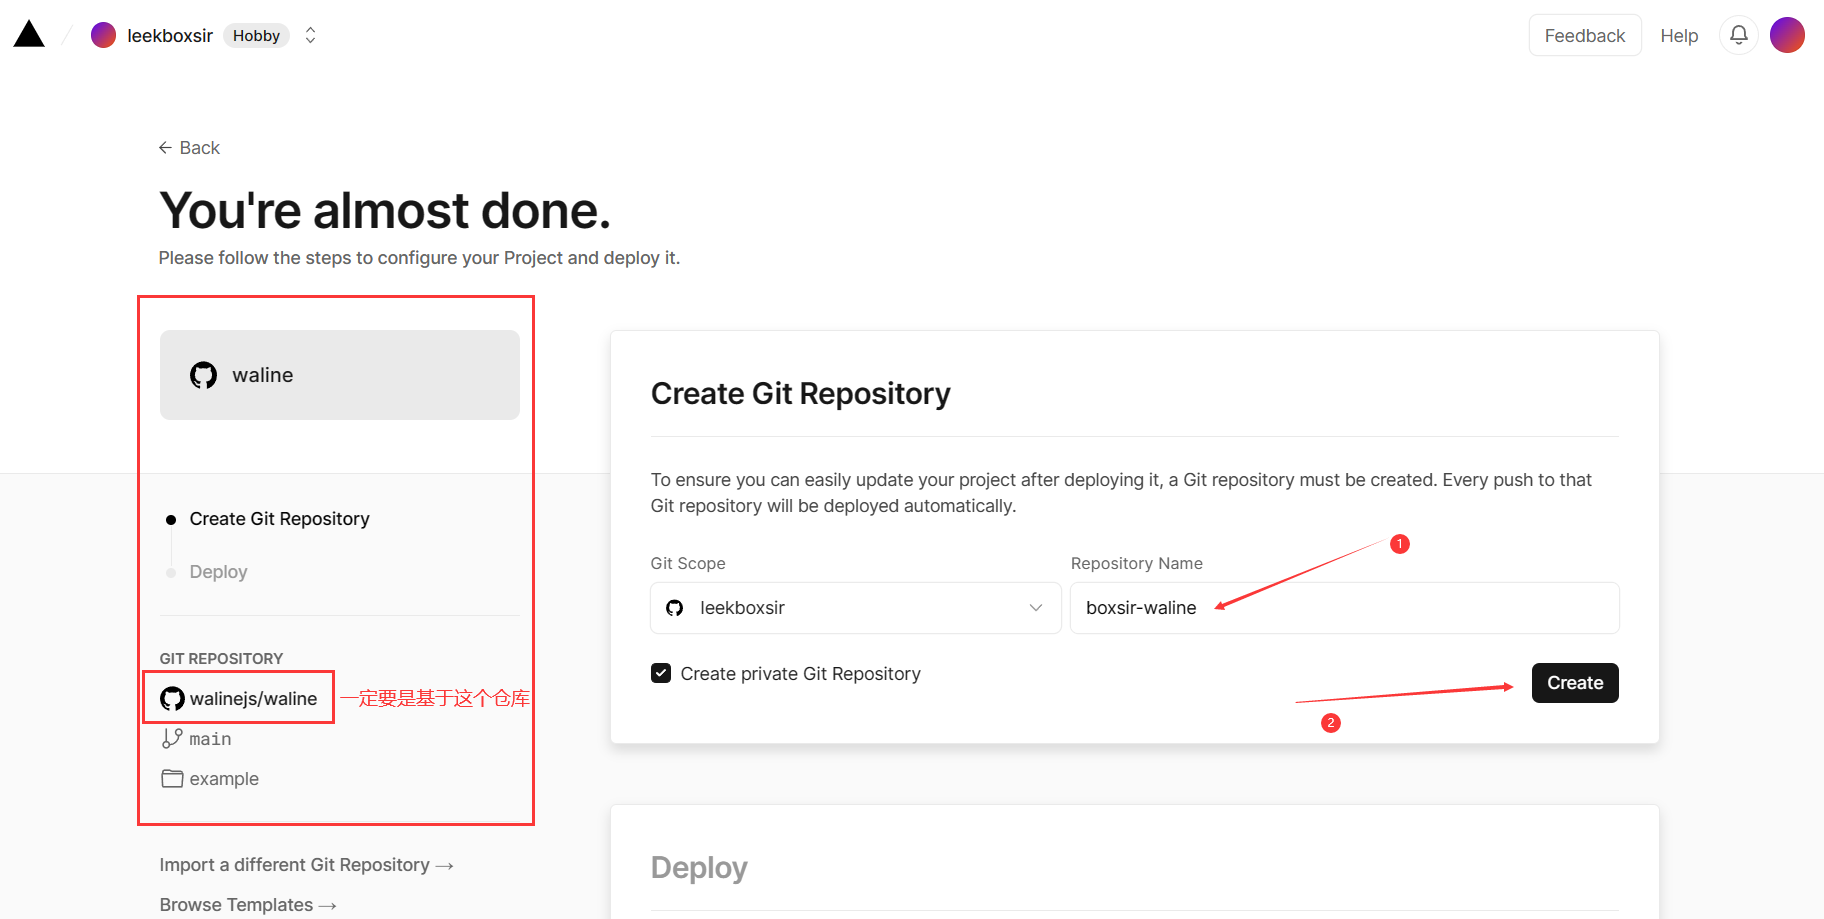 leekboxsir Hobby
Feedback Help
← Back
You're almost done.
Please follow the steps to configure your Project and deploy it.
waline
Create Git Repository
Deploy
GIT REPOSITORY
walinejs/waline 一定要是基于这个仓库
main
example
Import a different Git Repository →
Browse Templates →
Create Git Repository
To ensure you can easily update your project after deploying it, a Git repository must be created. Every push to that
Git repository will be deployed automatically.
Git Scope Repository Name
1
leekboxsir boxsir-waline
Create private Git Repository
Create
2
Deploy